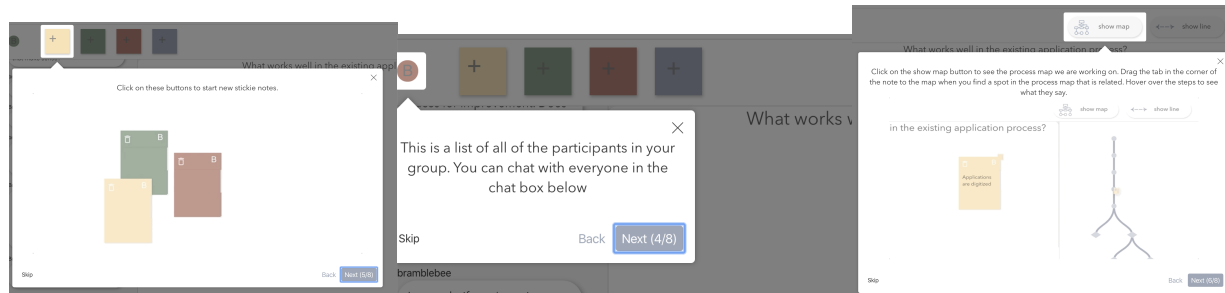 +
What works well in the existing appl
Click on these buttons to start new stickie notes.
B
B
B
Skip
Back
Next (5/8)
B
+
+
+
+
What works v
This is a list of all of the participants in your
group. You can chat with everyone in the
chat box below
Skip
Back
Next (4/8)
bramblebee
show map
show line
What works well in the existing application process?
Click on the show map button to see the process map we are working on. Drag the tab in the corner of
the note to the map when you find a spot in the process map that is related. Hover over the steps to see
what they say.
show map
show line
in the existing application process?
Applications
are digitized
Skip
Back
Next (6/8)